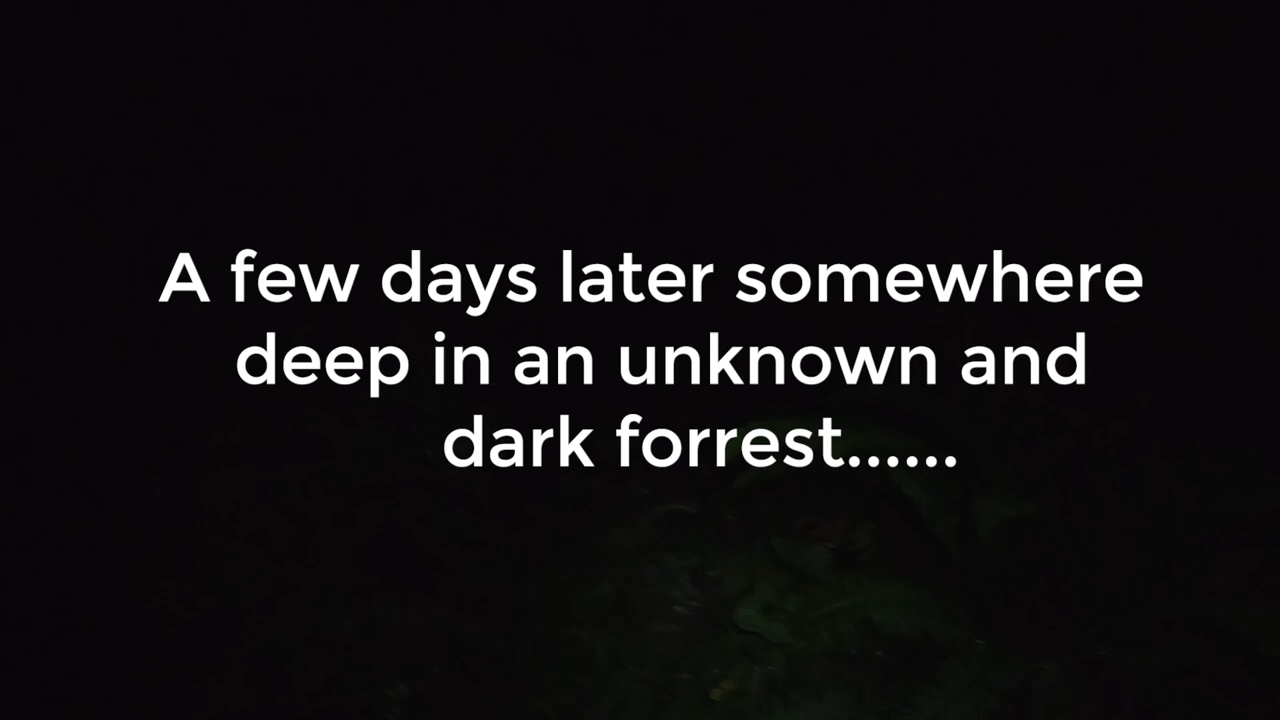 A few days later somewhere
deep in an unknown and
dark forrest......